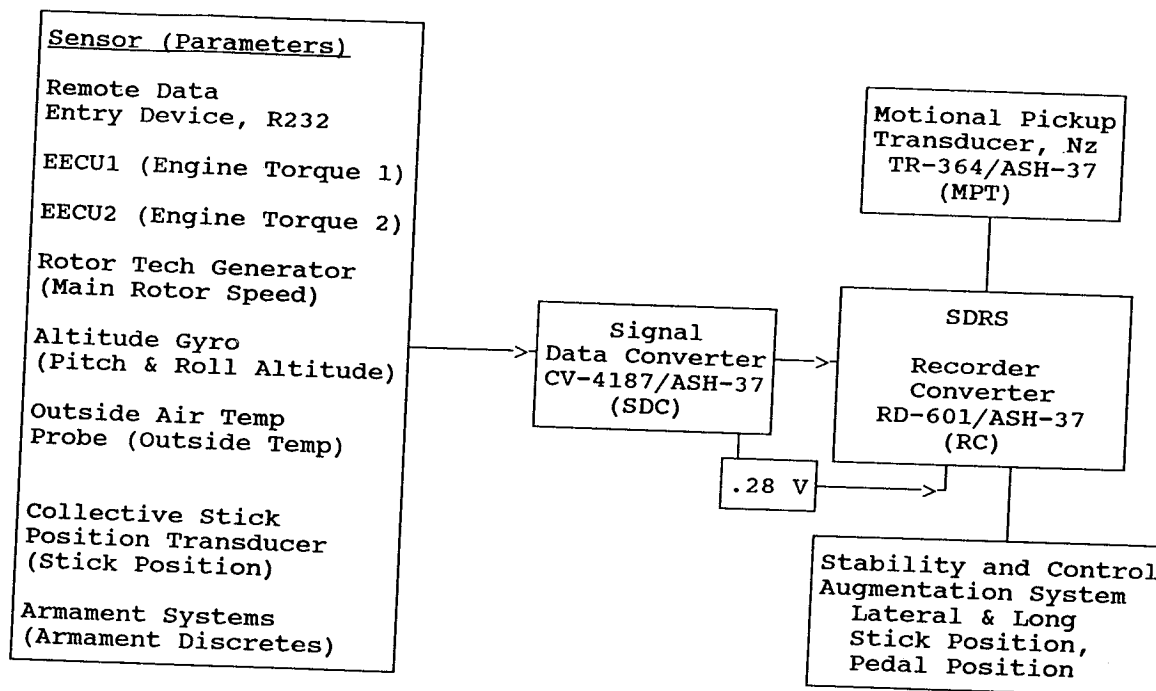 Sensor (Parameters)
Remote Data
Entry Device, R232
EECU1 (Engine Torque 1)
EECU2 (Engine Torque 2)
Rotor Tech Generator
(Main Rotor Speed)
Altitude Gyro
(Pitch & Roll Altitude)
Outside Air Temp
Probe (Outside Temp)
Collective Stick
Position Transducer
(Stick Position)
Armament Systems
(Armament Discretes)
Signal
Data Converter
CV-4187/ASH-37
(SDC)
.28 V
Motional Pickup
Transducer, Nz
TR-364/ASH-37
(MPT)
SDRS
Recorder
Converter
RD-601/ASH-37
(RC)
Stability and Control
Augmentation System
Lateral & Long
Stick Position,
Pedal Position